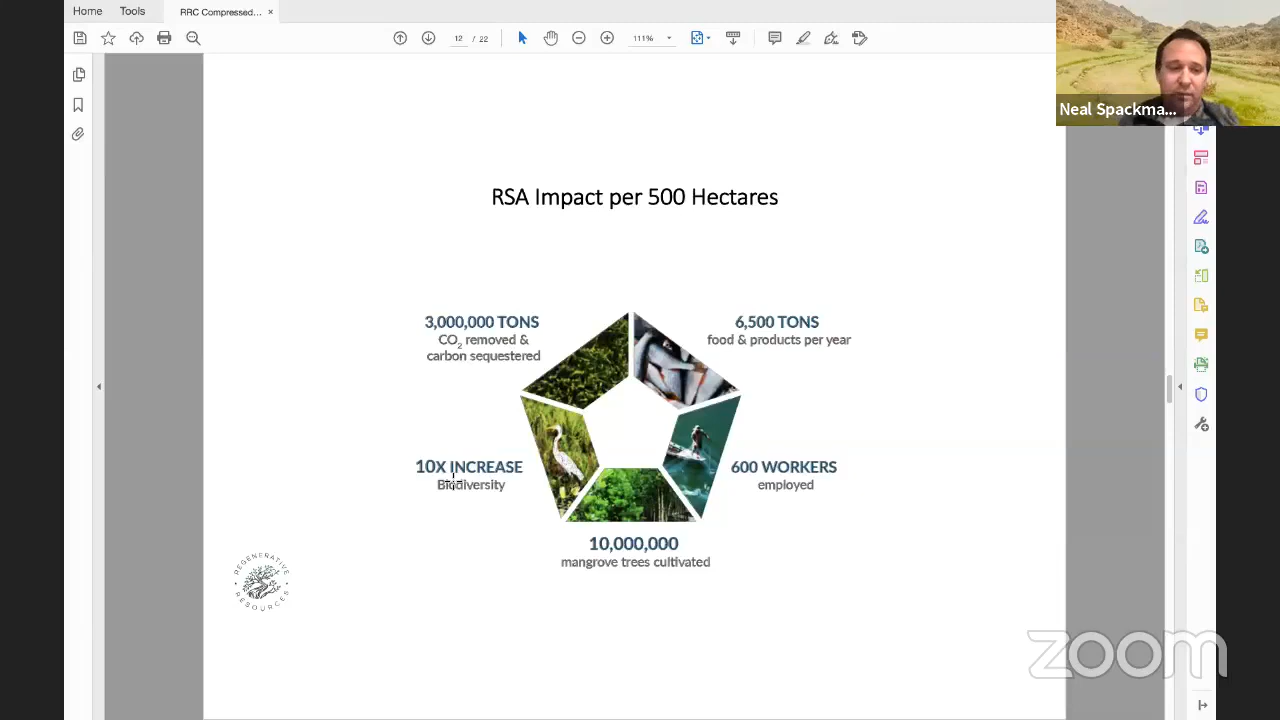 Home
Tools
RRC Compressed...
×
12 / 22
111%
Neal Spackma...
RSA Impact per 500 Hectares
3,000,000 TONS
CO2 removed &
carbon sequestered
6,500 TONS
food & products per year
10X INCREASE
Biodiversity
600 WORKERS
employed
10,000,000
mangrove trees cultivated
REGENERATIVE
RESOURCES
zoom